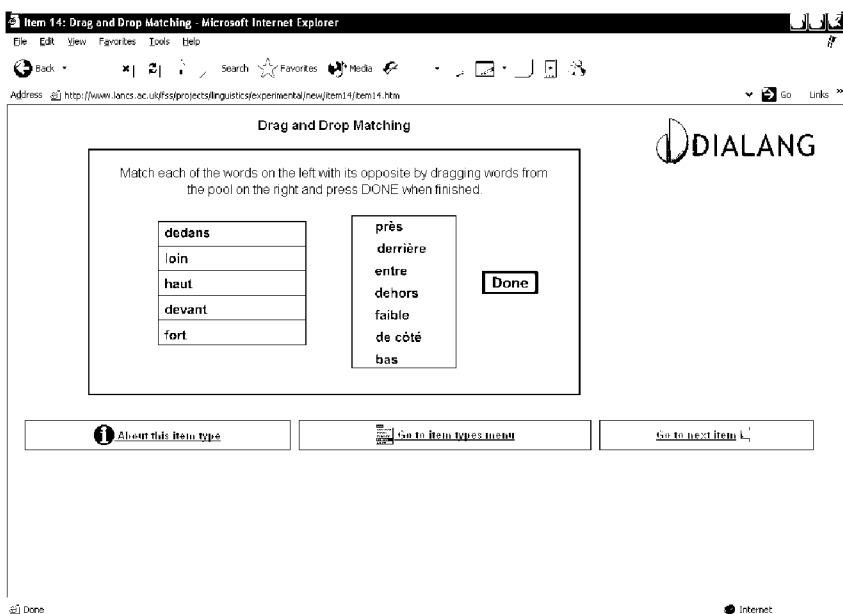 Item 14: Drag and Drop Matching - Microsoft Internet Explorer
File Edit View Favorites Tools Help
Back Search Favorites Media
Address http://www.lancs.ac.uk/fss/projects/linguistics/experimental/new/item14/item14.htm Go Links »
Drag and Drop Matching
DIALANG
Match each of the words on the left with its opposite by dragging words from
the pool on the right and press DONE when finished.
dedans
loin
haut
devant
fort
près
derrière
entre
dehors
faible
de côté
bas
Done
About this item type Go to item types menu Go to next item
Done Internet